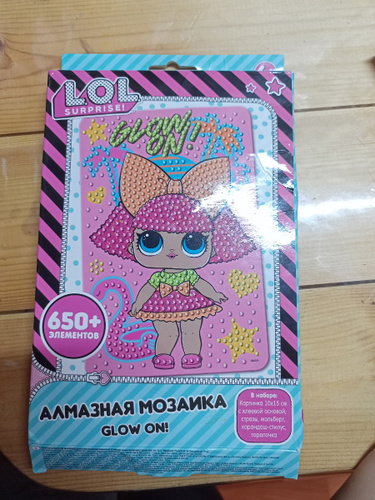 L.O.L.
SURPRISE!
GLOW
ON!
650+
ЭЛЕМЕНТОВ
АЛМАЗНАЯ МОЗАИКА
GLOW ON!
В наборе:
Картинка 10х15 см
с клеевой основой,
стразы, мольберт,
карандаш-стилус,
тарелочка